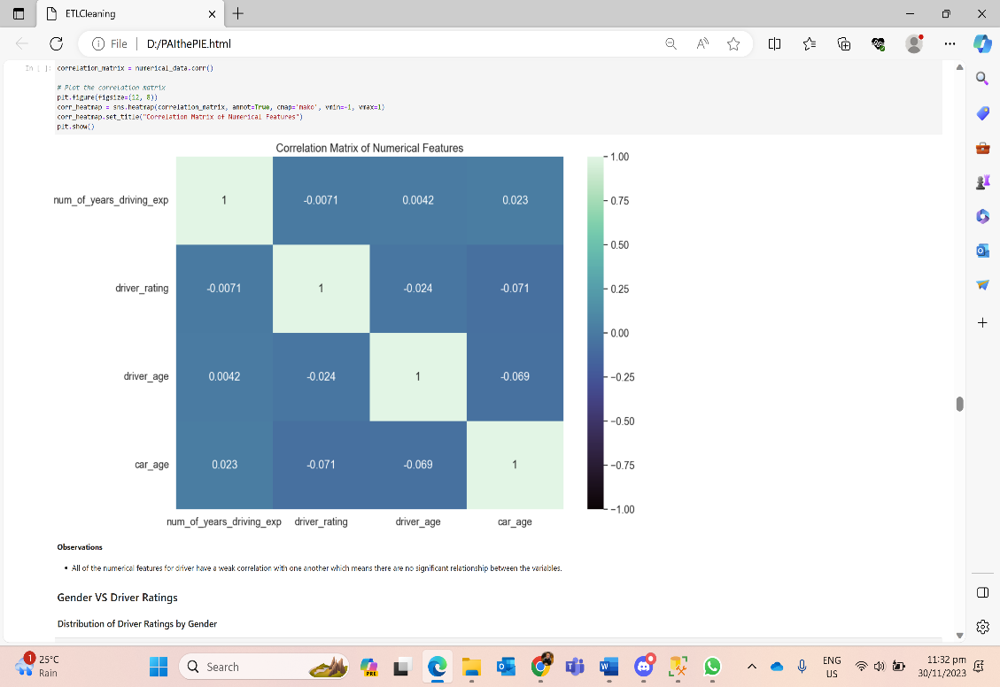 ETLCleaning
File D:/PAIthePIE.html
In [ ]: correlation_matrix = numerical_data.corr()
# Plot the correlation matrix
plt.figure(figsize=(12, 8))
corr_heatmap = sns.heatmap(correlation_matrix, annot=True, cmap='mako', vmin=-1, vmax=1)
corr_heatmap.set_title("Correlation Matrix of Numerical Features")
plt.show()
Correlation Matrix of Numerical Features
1.00
num_of_years_driving_exp 1 -0.0071 0.0042 0.023
0.75
0.50
driver_rating -0.0071 1 -0.024 -0.071
0.25
0.00
driver_age 0.0042 -0.024 1 -0.069
−0.25
−0.50
car_age 0.023 -0.071 -0.069 1
−0.75
−1.00
num_of_years_driving_exp driver_rating driver_age car_age
Observations
• All of the numerical features for driver have a weak correlation with one another which means there are no significant relationship between the variables.
Gender VS Driver Ratings
Distribution of Driver Ratings by Gender
1 25°C
Rain
Search
PRE
ENG
US
11:32 pm
30/11/2023